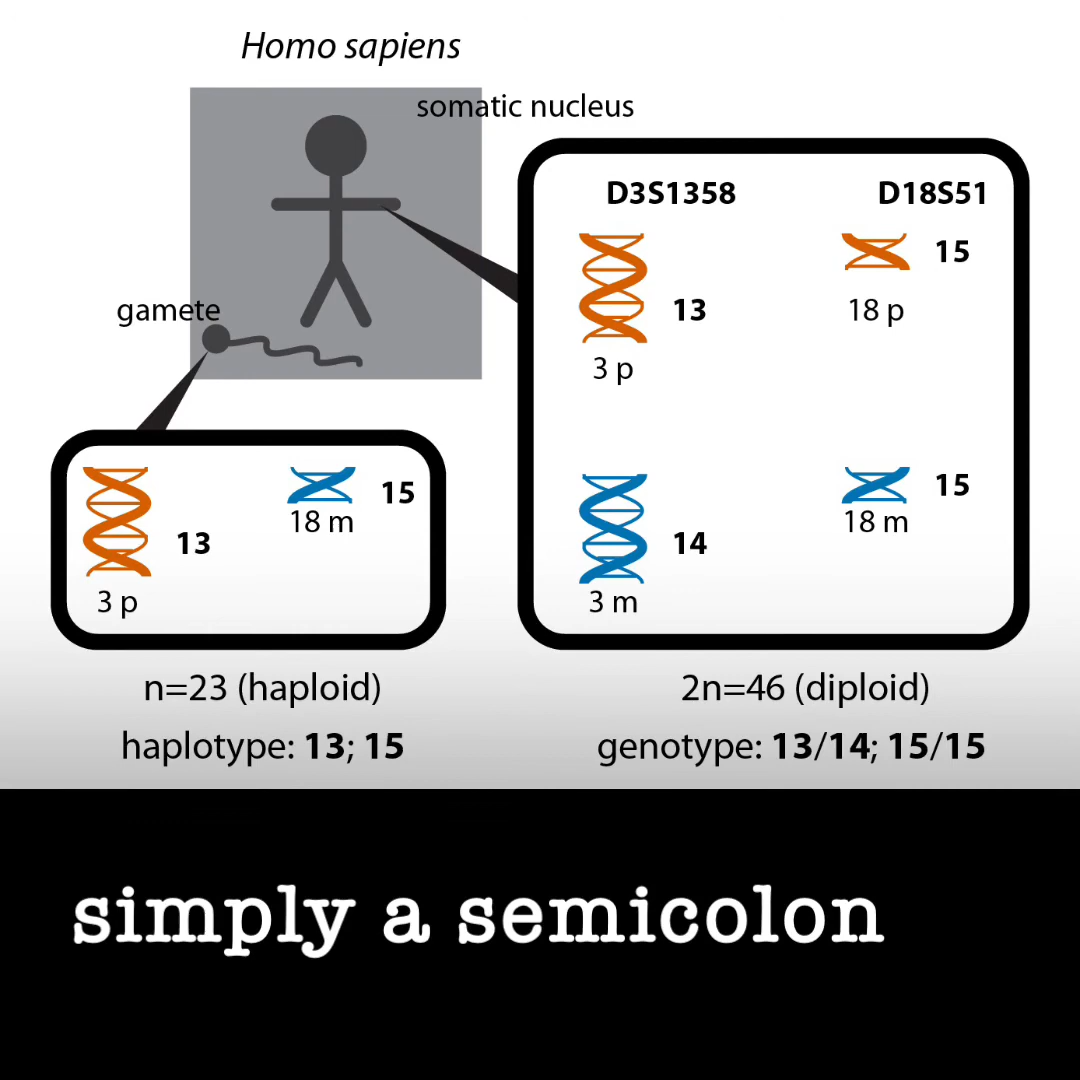 Homo sapiens
somatic nucleus
gamete
D3S1358
D18S51
13
3 p
15
18 p
14
3 m
15
18 m
13
3 p
15
18 m
n=23 (haploid)
haplotype: 13; 15
2n=46 (diploid)
genotype: 13/14; 15/15
simply a semicolon